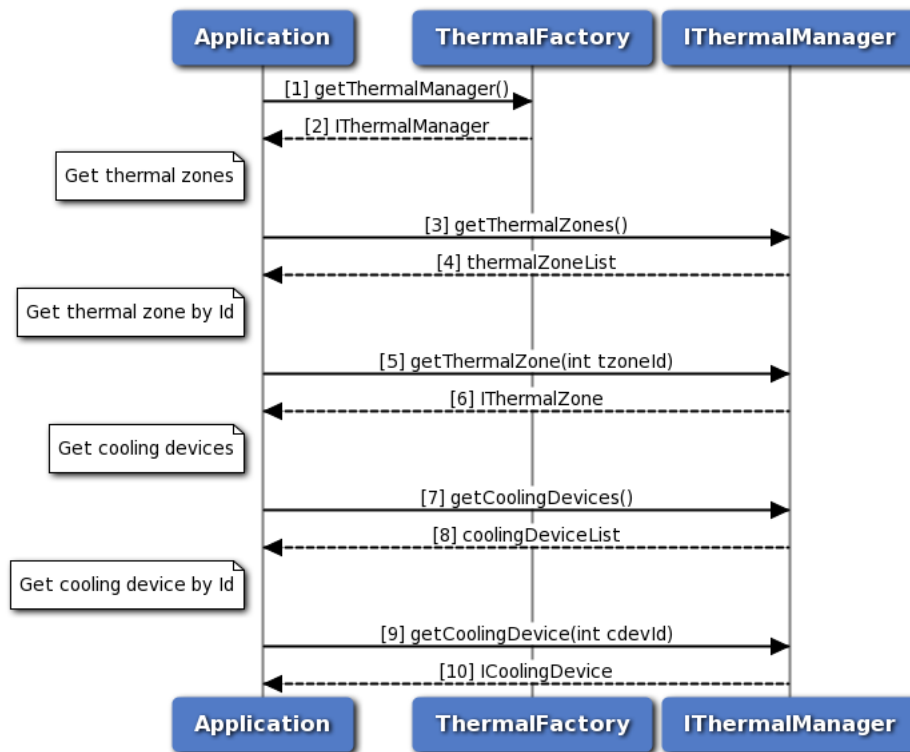 Application
ThermalFactory
IThermalManager
[1] getThermalManager()
[2] IThermalManager
Get thermal zones
[3] getThermalZones()
[4] thermalZoneList
Get thermal zone by Id
[5] getThermalZone(int tzoneId)
[6] IThermalZone
Get cooling devices
[7] getCoolingDevices()
[8] coolingDeviceList
Get cooling device by Id
[9] getCoolingDevice(int cdevId)
[10] ICoolingDevice
Application
ThermalFactory
IThermalManager